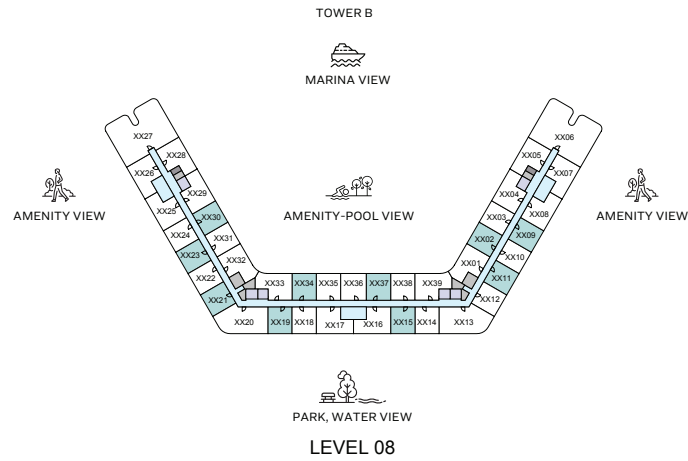 TOWER B
MARINA VIEW
XX27
XX28
XX26
XX29
XX25
XX30
XX24
XX31
XX23
XX32
XX22
XX21
XX06
XX05
XX07
XX04
XX08
XX03
XX09
XX02
XX10
XX01
XX11
XX12
AMENITY VIEW
AMENITY-POOL VIEW
AMENITY VIEW
XX33 XX34 XX35 XX36 XX37 XX38 XX39
XX20 XX19 XX18 XX17 XX16 XX15 XX14 XX13
PARK, WATER VIEW
LEVEL 08